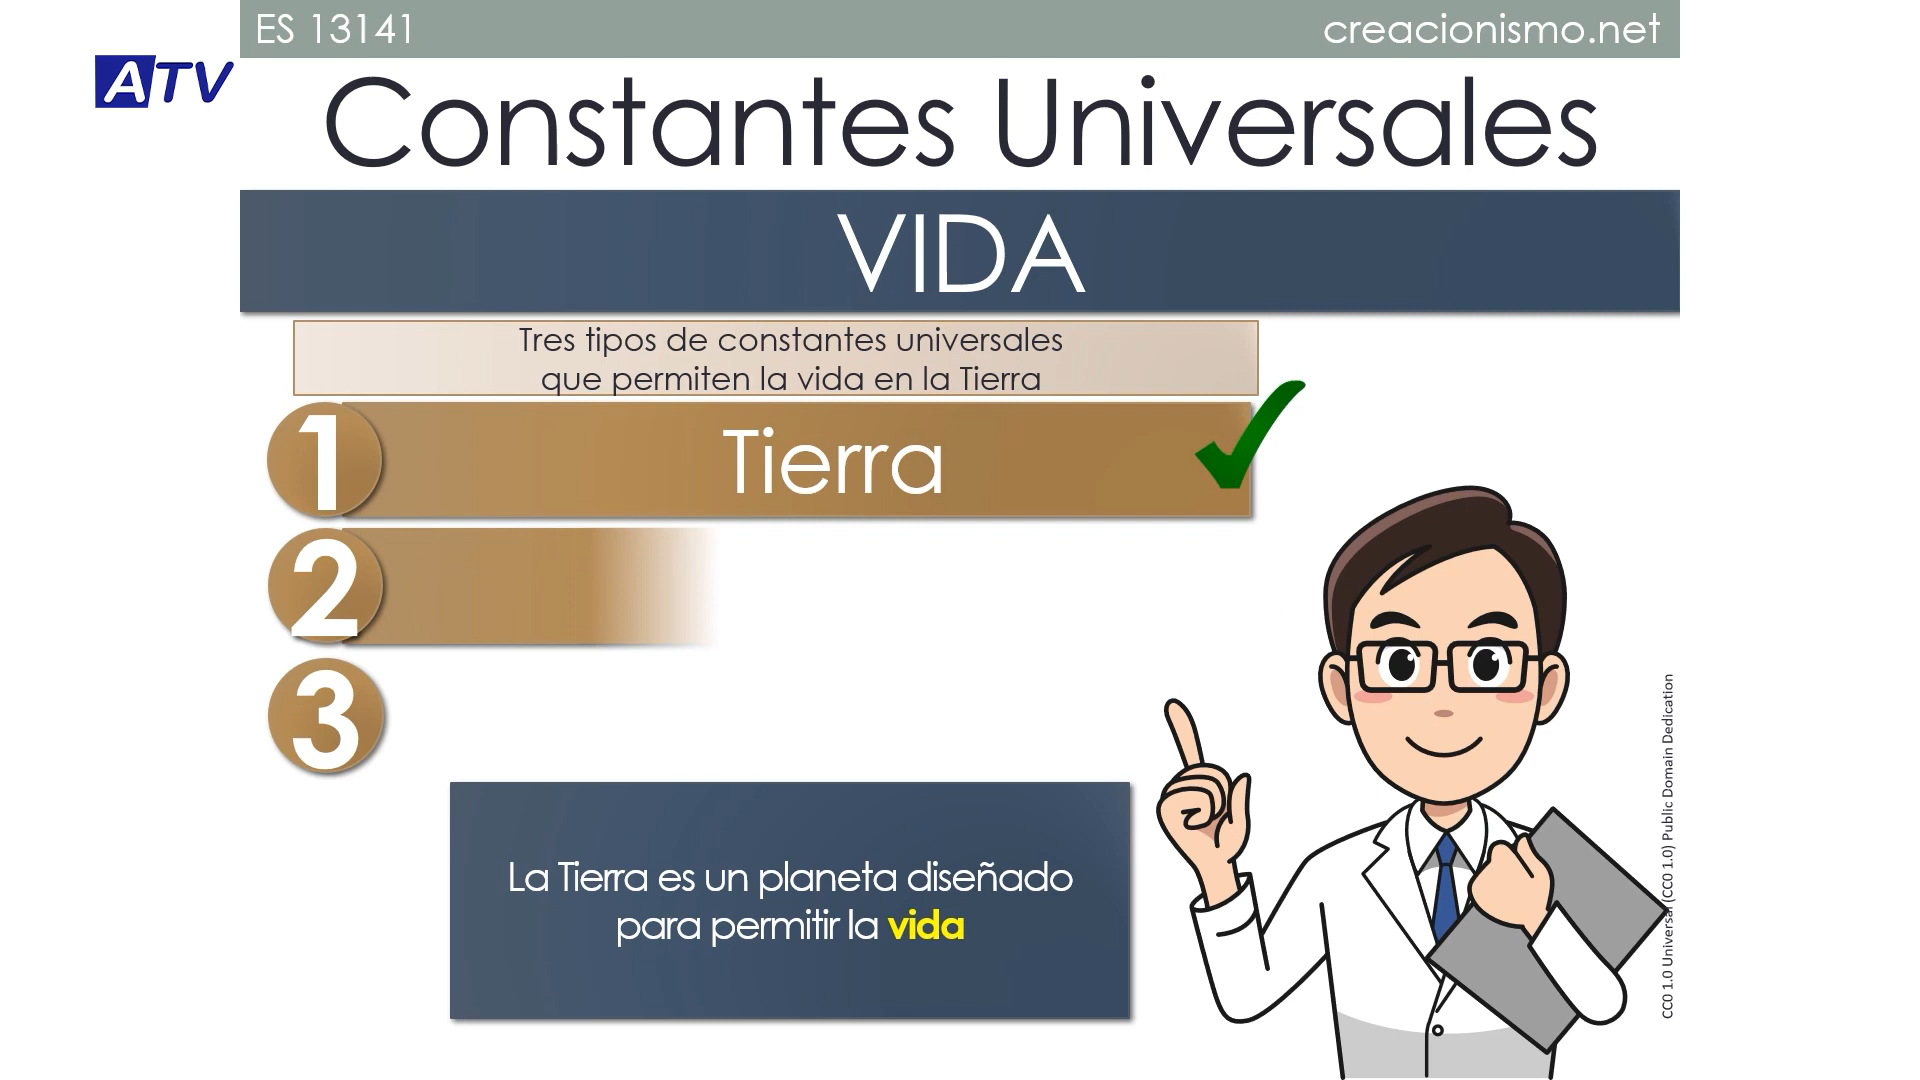 ES 13141
creacionismo.net
ATV
Constantes Universales
VIDA
Tres tipos de constantes universales
que permiten la vida en la Tierra
1
Tierra
2
3
La Tierra es un planeta diseñado
para permitir la vida
CC0 1.0 Universal (CC0 1.0) Public Domain Dedication